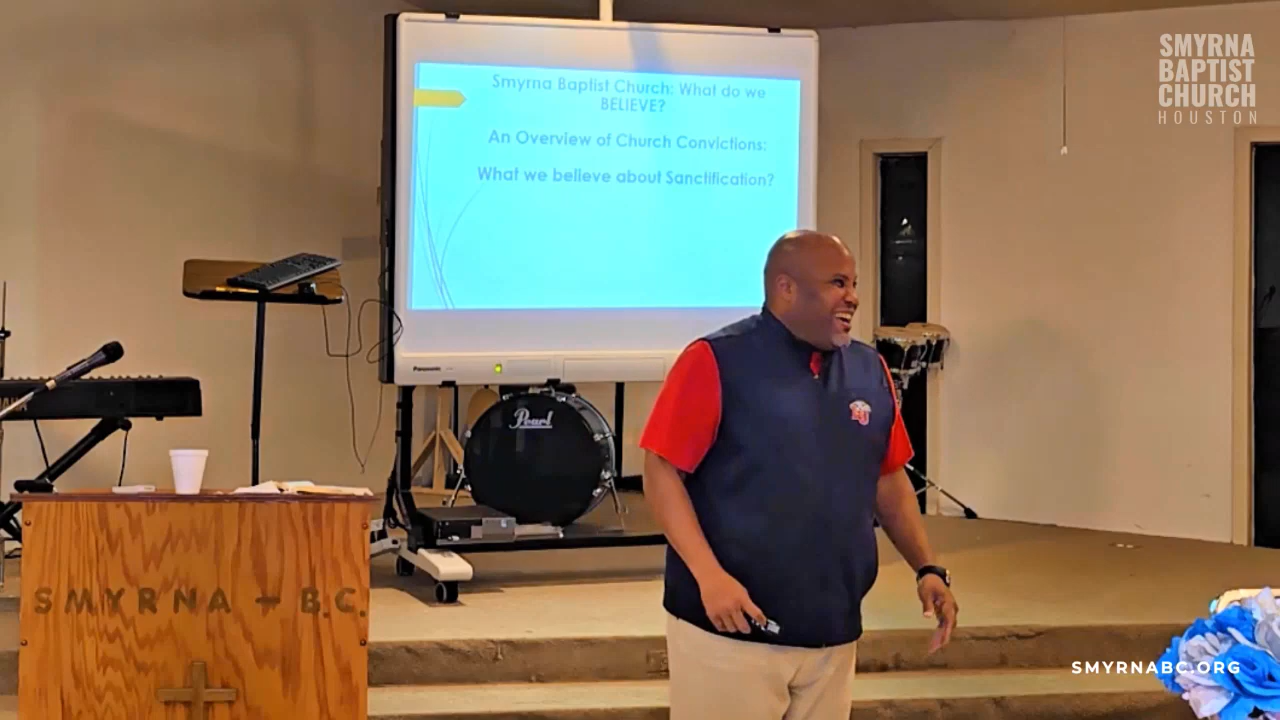 SMYRNA
BAPTIST
CHURCH
HOUSTON
Smyrna Baptist Church: What do we
BELIEVE?
An Overview of Church Convictions:
What we believe about Sanctification?
Panasonic
Pearl
SMYRNA B.C.
SMYRNABC.ORG